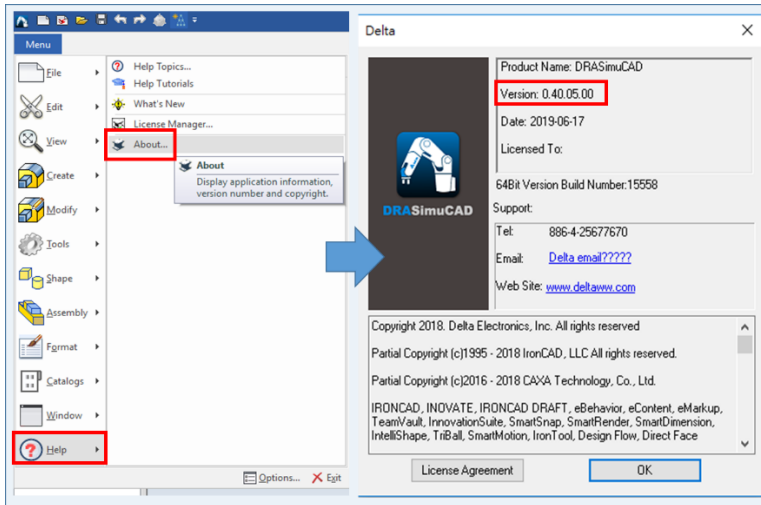 Menu
File
Edit
View
Create
Modify
Tools
Shape
Assembly
Format
Catalogs
Window
Help
Help Topics...
Help Tutorials
What's New
License Manager...
About...
About
Display application information,
version number and copyright.
Options... Exit
Delta
DRASimuCAD
Product Name: DRASimuCAD
Version: 0.40.05.00
Date: 2019-06-17
Licensed To:
64Bit Version Build Number:15558
Support:
Tel: 886-4-25677670
Email: Delta email?????
Web Site: www.deltaww.com
Copyright 2018. Delta Electronics, Inc. All rights reserved
Partial Copyright (c)1995 - 2018 IronCAD, LLC All rights reserved.
Partial Copyright (c)2016 - 2018 CAXA Technology, Co., Ltd.
IRONCAD, INOVATE, IRONCAD DRAFT, eBehavior, eContent, eMarkup,
TeamVault, InnovationSuite, SmartSnap, SmartRender, SmartDimension,
IntelliShape, TriBall, SmartMotion, IronTool, Design Flow, Direct Face
License Agreement
OK